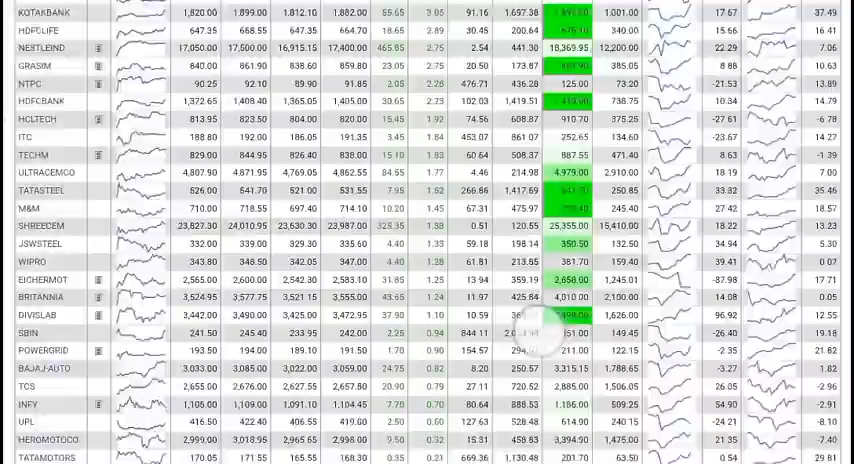 KOTAKBANK 1,820.00 1,899.00 1,812.10 1,882.00 55.65 3.05 91.16 1,697.38 1,001.00 17.67 37.49
HDFCLIFE 647.35 668.55 647.35 664.70 18.65 2.89 30.45 200.64 340.00 15.66 16.41
NESTLEIND 17,050.00 17,500.00 16,915.15 17,400.00 465.85 2.75 2.54 441.30 18,369.95 12,200.00 22.29 7.06
GRASIM 840.00 861.90 838.60 859.80 23.05 2.75 20.50 173.87 385.05 8.88 10.63
NTPC 90.25 92.10 89.90 91.85 2.05 2.28 476.71 436.28 125.00 73.20 -21.53 13.89
HDFCBANK 1,372.65 1,408.40 1,365.05 1,405.00 30.65 2.23 102.03 1,419.51 738.75 10.34 14.79
HCLTECH 813.95 823.50 804.00 820.00 15.45 1.92 74.56 608.87 910.70 375.25 -27.61 -6.78
ITC 188.80 192.00 186.05 191.35 3.45 1.84 453.07 861.07 252.65 134.60 -23.67 14.27
TECHM 829.00 844.95 826.40 838.00 15.10 1.83 60.64 508.37 887.55 471.40 8.63 -1.39
ULTRACEMCO 4,807.90 4,871.95 4,769.05 4,862.55 84.55 1.77 4.46 214.98 4,979.00 2,910.00 18.19 7.00
TATASTEEL 526.00 541.70 521.00 531.55 7.95 1.52 266.86 1,417.69 250.85 33.32 35.46
M&M 710.00 718.55 697.40 714.10 10.20 1.45 67.31 475.97 245.40 27.42 18.57
SHREECEM 23,827.30 24,010.95 23,630.30 23,987.00 325.35 1.38 0.51 120.55 25,355.00 15,410.00 18.22 13.23
JSWSTEEL 332.00 339.00 329.30 335.60 4.40 1.33 59.18 198.14 350.50 132.50 34.94 5.30
WIPRO 343.80 348.50 342.05 347.00 4.40 1.28 61.81 213.65 381.70 159.40 39.41 0.07
EICHERMOT 2,565.00 2,600.00 2,542.30 2,583.10 31.85 1.25 13.94 359.19 2,658.00 1,245.01 -87.98 17.71
BRITANNIA 3,524.95 3,577.75 3,521.15 3,555.00 43.65 1.24 11.97 425.84 4,010.00 2,100.00 14.08 0.05
DIVISLAB 3,442.00 3,490.00 3,425.00 3,472.95 37.90 1.10 10.59 1,626.00 96.92 12.55
SBIN 241.50 245.40 233.95 242.00 2.25 0.94 844.11 351.00 149.45 -26.40 19.18
POWERGRID 193.50 194.00 189.10 191.50 1.70 0.90 154.57 211.00 122.15 -2.35 21.82
BAJAJ-AUTO 3,033.00 3,085.00 3,022.00 3,059.00 24.75 0.82 8.20 250.57 3,315.15 1,788.65 -3.27 1.82
TCS 2,655.00 2,676.00 2,627.55 2,657.80 20.90 0.79 27.11 720.52 2,885.00 1,506.05 26.05 -2.96
INFY 1,105.00 1,109.00 1,091.10 1,104.45 7.70 0.70 80.64 888.53 1,186.00 509.25 54.90 -2.91
UPL 416.50 422.40 408.70 419.00 2.50 0.60 127.63 528.48 614.90 240.15 -24.21 -8.10
HEROMOTOCO 2,999.00 3,018.95 2,965.65 2,998.00 9.50 0.32 15.31 458.83 3,394.90 1,475.00 21.35 -7.40
TATAMOTORS 170.05 171.55 165.55 168.30 0.35 0.21 669.36 1,130.48 201.70 63.50 0.54 29.81